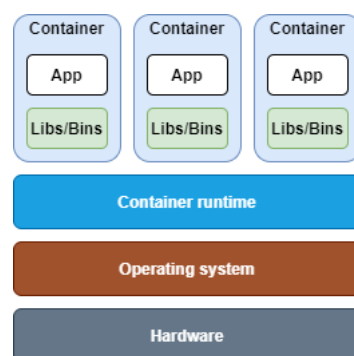 Container Container Container
App App App
Libs/Bins Libs/Bins Libs/Bins
Container runtime
Operating system
Hardware